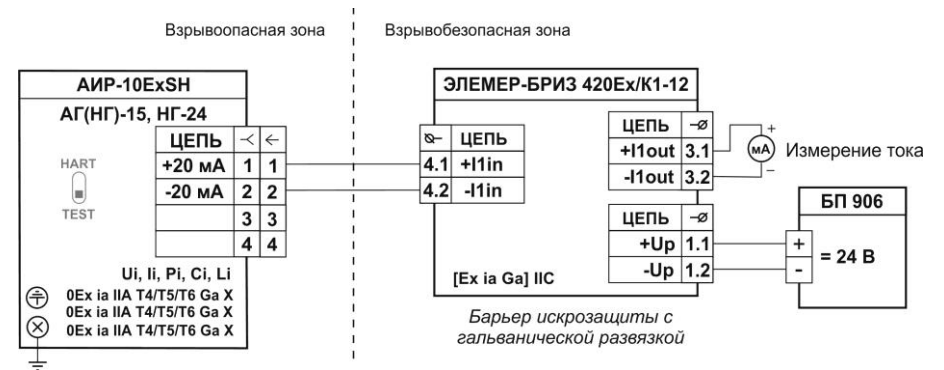 Взрывоопасная зона
Взрывобезопасная зона
АИР-10ExSH
АГ(НГ)-15, НГ-24
ЦЕПЬ
+20 мА 1 1
-20 мА 2 2
3 3
4 4
HART
TEST
Ui, Ii, Pi, Ci, Li
0Ex ia IIA T4/T5/T6 Ga X
0Ex ia IIA T4/T5/T6 Ga X
0Ex ia IIA T4/T5/T6 Ga X
ЭЛЕМЕР-БРИЗ 420Ex/К1-12
ЦЕПЬ
4.1 +I1in
4.2 -I1in
ЦЕПЬ
+I1out 3.1
-I1out 3.2
ЦЕПЬ
+Up 1.1
-Up 1.2
[Ex ia Ga] IIC
+
мА
−
Измерение тока
БП 906
+
-
= 24 В
Барьер искрозащиты с
гальванической развязкой